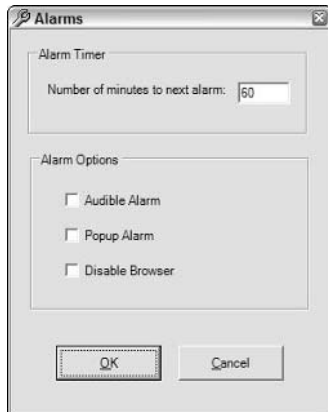 Alarms
Alarm Timer
Number of minutes to next alarm: 60
Alarm Options
Audible Alarm
Popup Alarm
Disable Browser
OK
Cancel